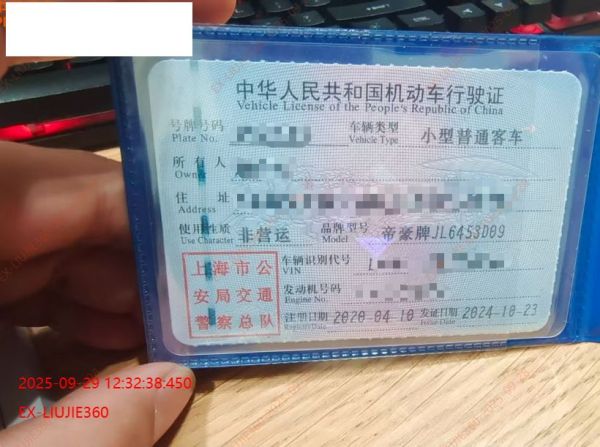 中华人民共和国机动车行驶证
Vehicle License of the People's Republic of China
号牌号码
Plate No.
车辆类型 小型普通客车
Vehicle Type
所有人
Owner
住址
Address
使用性质 非营运
Use Character
品牌型号 帝豪牌JL6453D09
Model
车辆识别代号
VIN
上海市公
安局交通
警察总队
发动机号码
Engine No.
注册日期 2020-04-10
发证日期 2024-10-23
Issue Date
2025-09-29 12:32:38:450
EX-LIUJIE360